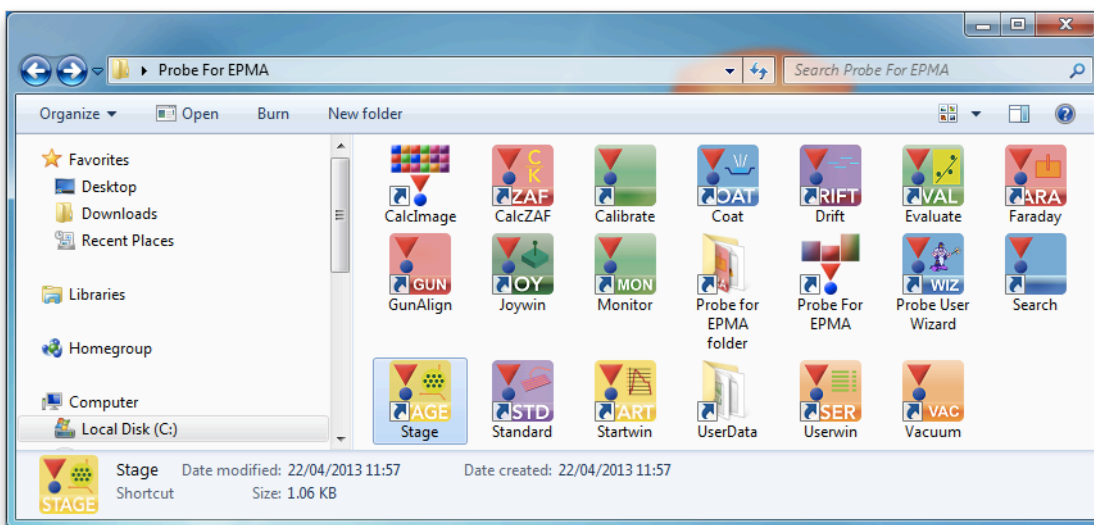 Probe For EPMA
Search Probe For EPMA
Organize
Open
Burn
New folder
Favorites
Desktop
Downloads
Recent Places
Libraries
Homegroup
Computer
Local Disk (C:)
CalcImage
CK
ZAF
CalcZAF
Calibrate
OAT
Coat
RIFT
Drift
VAL
Evaluate
ARA
Faraday
GUN
GunAlign
OY
Joywin
MON
Monitor
Probe for
EPMA
folder
Probe For
EPMA
WIZ
Probe User
Wizard
Search
TAGE
Stage
STD
Standard
ART
Startwin
UserData
SER
Userwin
VAC
Vacuum
STAGE
Stage Date modified: 22/04/2013 11:57 Date created: 22/04/2013 11:57
Shortcut Size: 1.06 KB